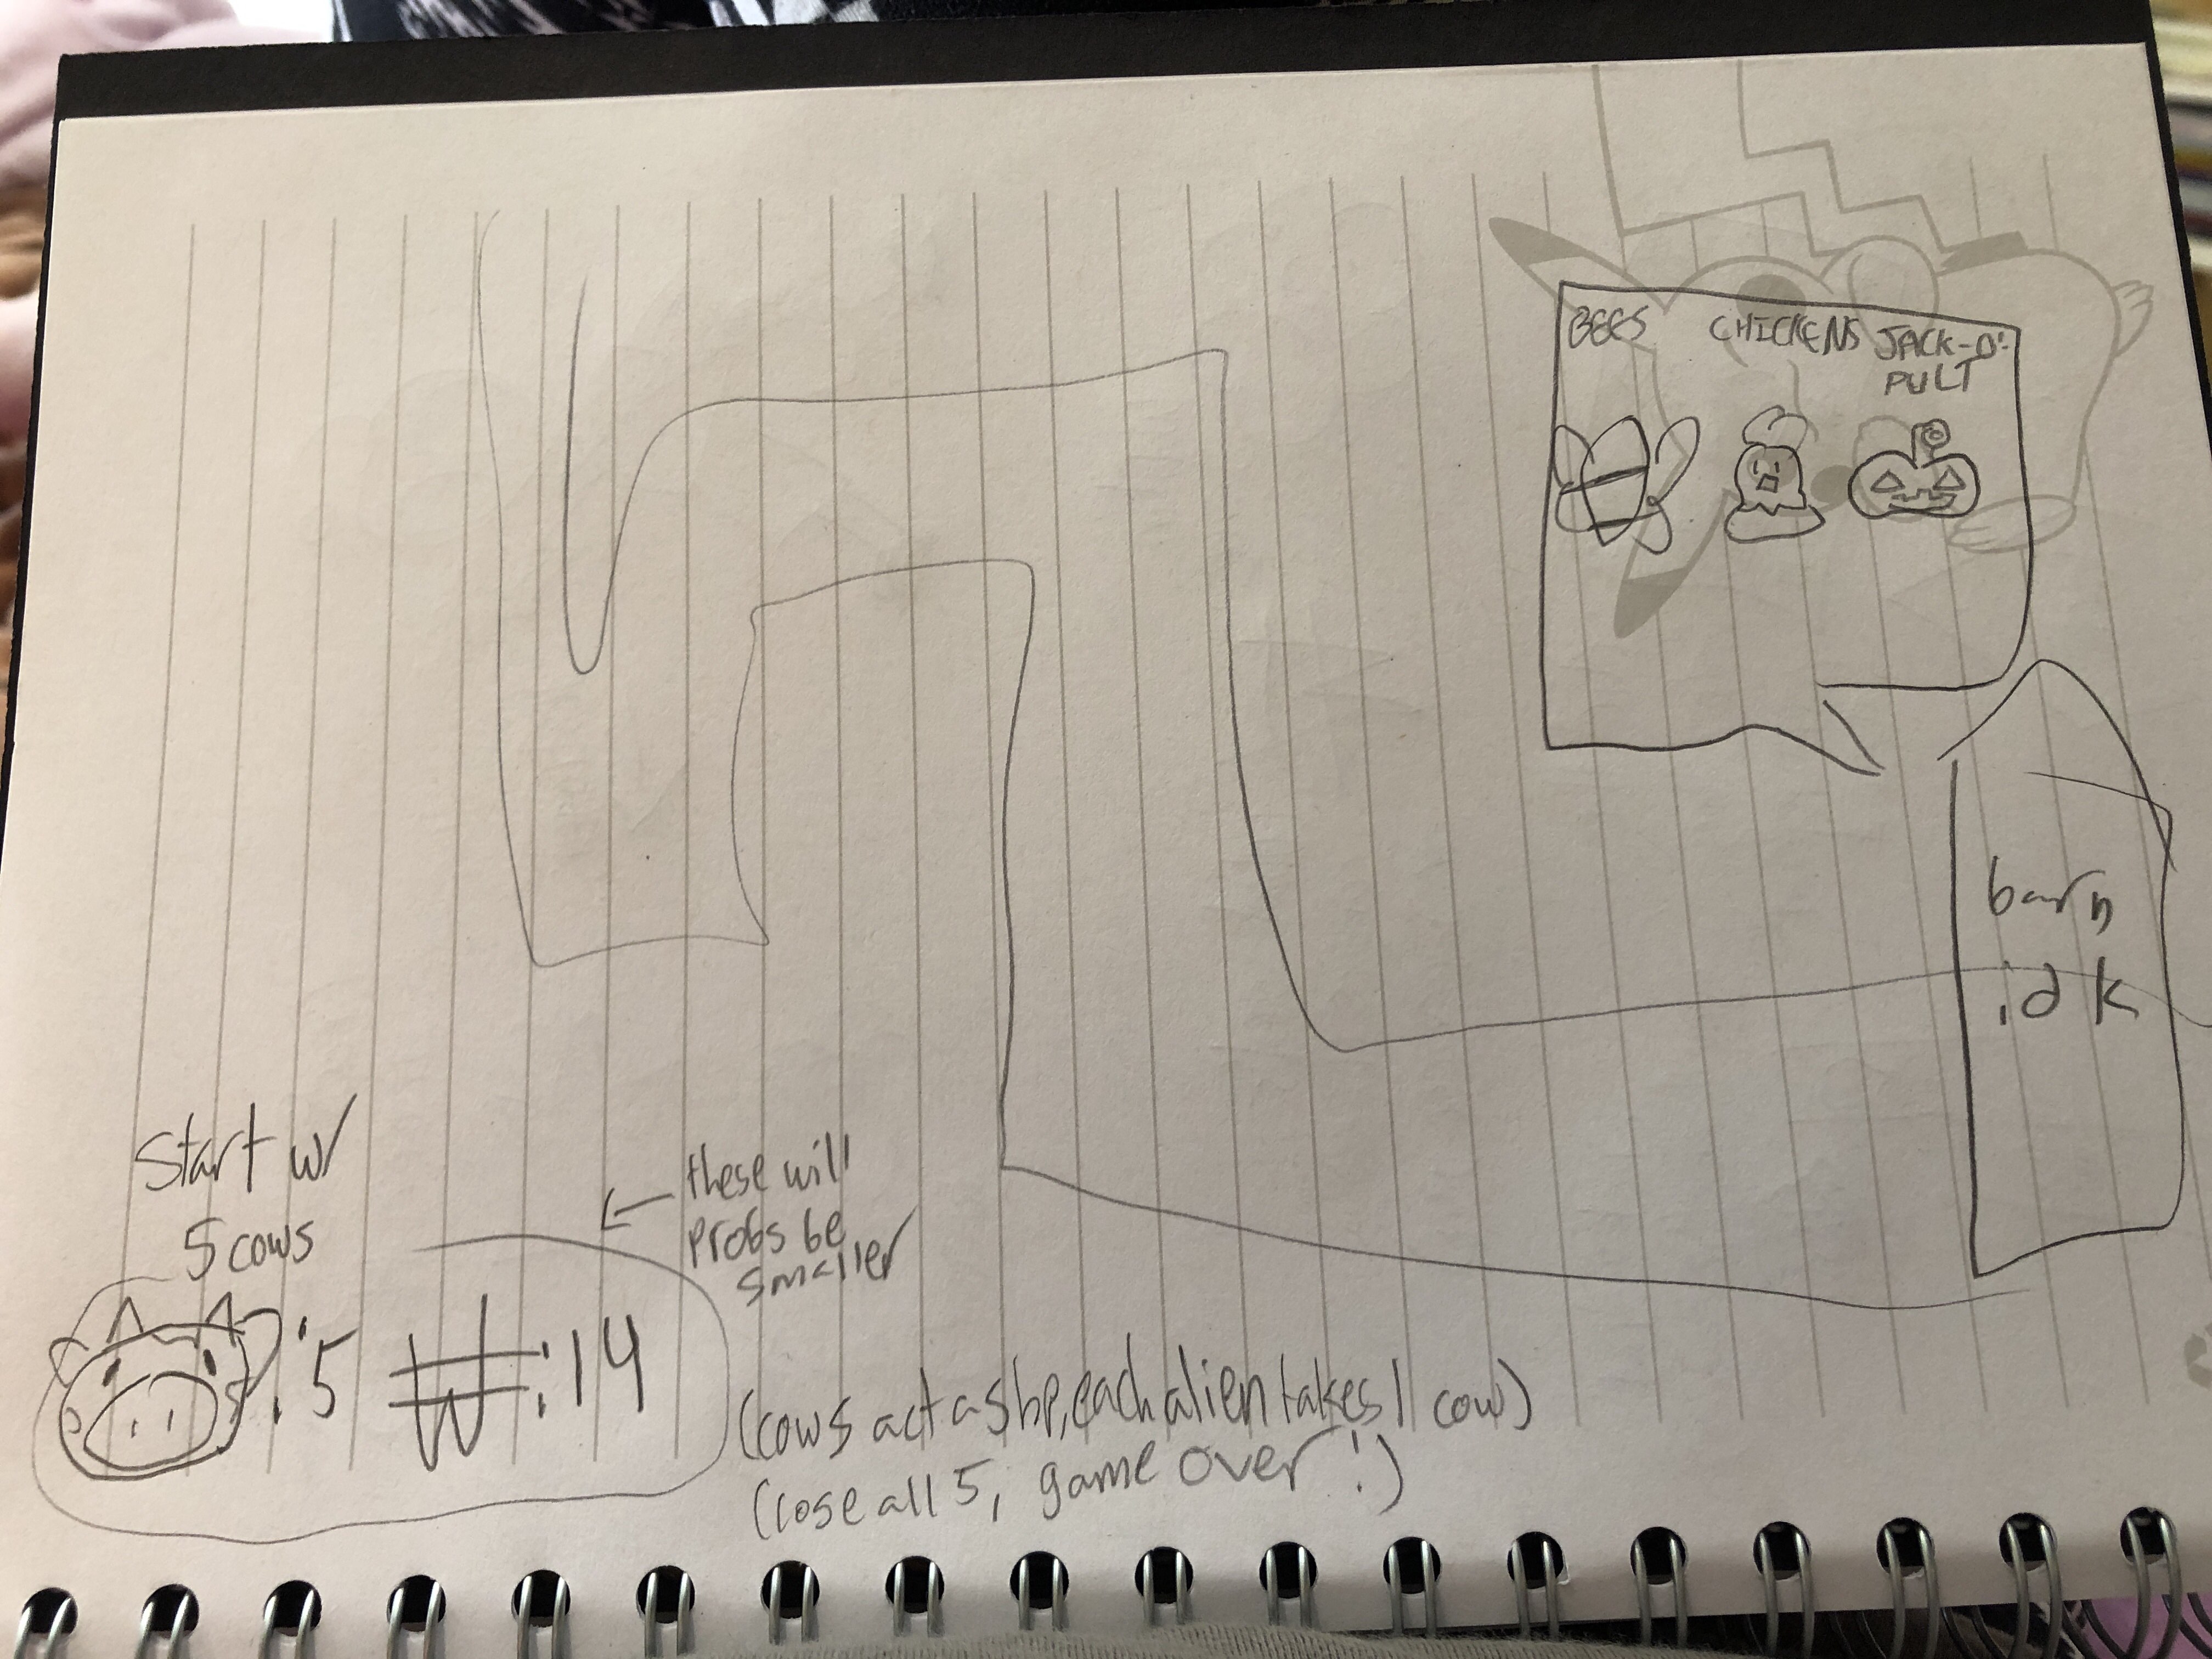 BEES CHICKENS JACK-O'-
PULT
barn
idk
Start w/
5 cows
these will
probs be
smaller
:5 ₩:14
(cows act as hp, each alien takes 1 cow)
(lose all 5, game over!)